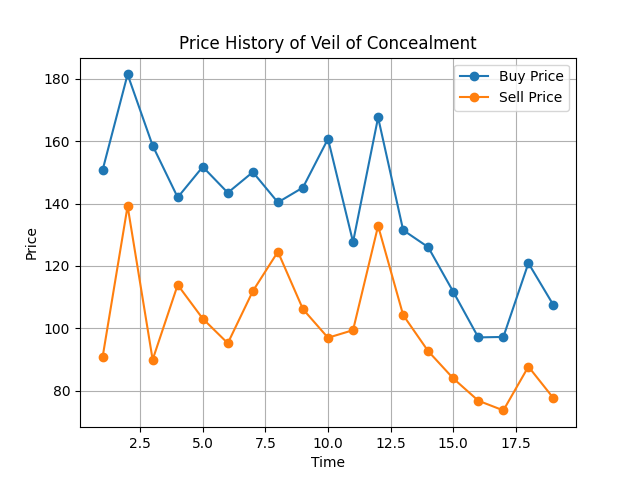 Price History of Veil of Concealment
Buy Price
Sell Price
180
160
140
120
100
80
Price
2.5
5.0
7.5
10.0
12.5
15.0
17.5
Time